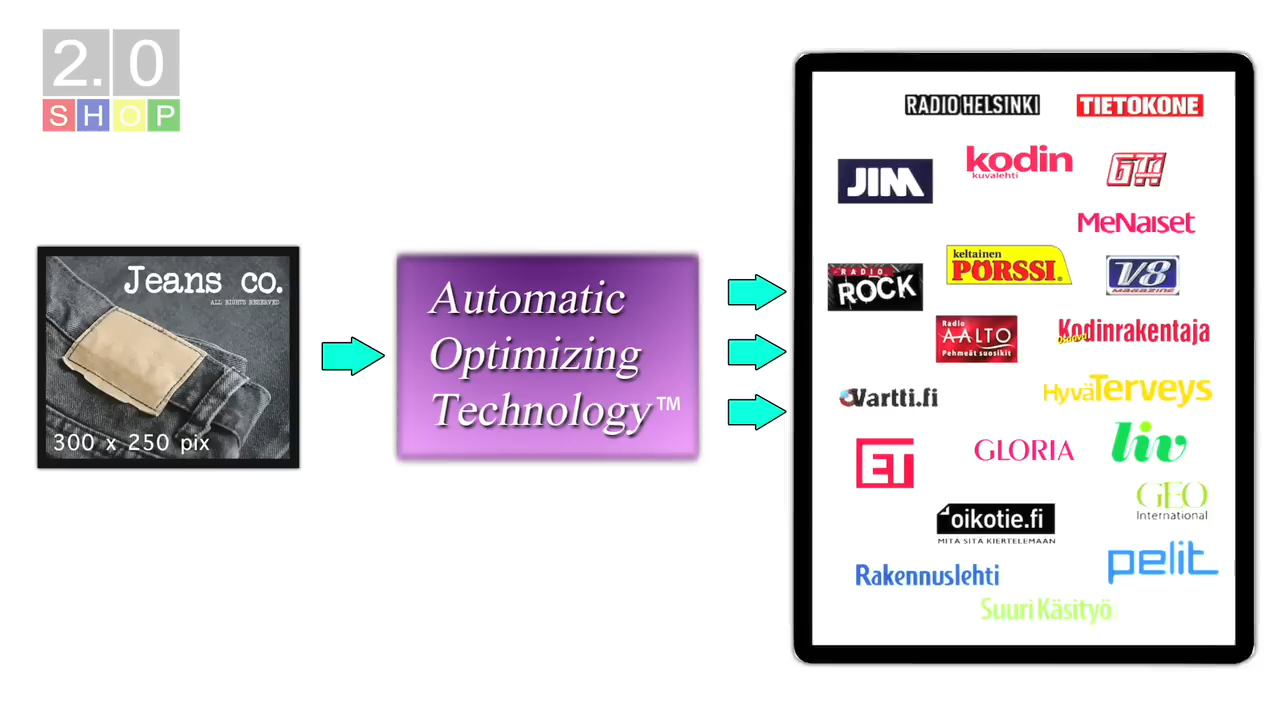 2.0
SHOP
Jeans co.
ALL RIGHTS RESERVED
300 x 250 pix
Automatic
Optimizing
Technology™
RADIO HELSINKI
TIETOKONE
JIM
kodin
kuvalehti
GTi
MeNaiset
RADIO
ROCK
keltainen
PÖRSSI.
V8
MAGAZINE
Radio
AALTO
Pehmeät suosikit
Kodinrakentaja
Vartti.fi
HyväTerveys
ET
GLORIA
liv
GEO
International
oikotie.fi
MITÄ SITÄ KIERTELEMÄÄN
Rakennuslehti
pelit
Suuri Käsityö